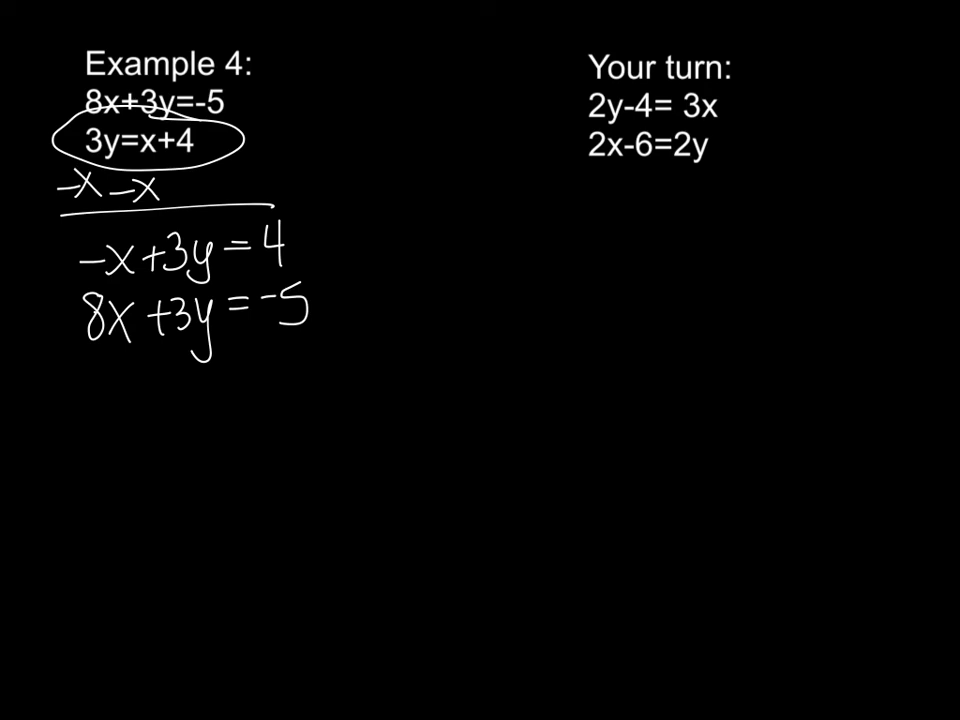 Example 4:
8x+3y=-5
3y=x+4
-x -x
-x+3y=4
8x+3y=-5
Your turn:
2y-4= 3x
2x-6=2y